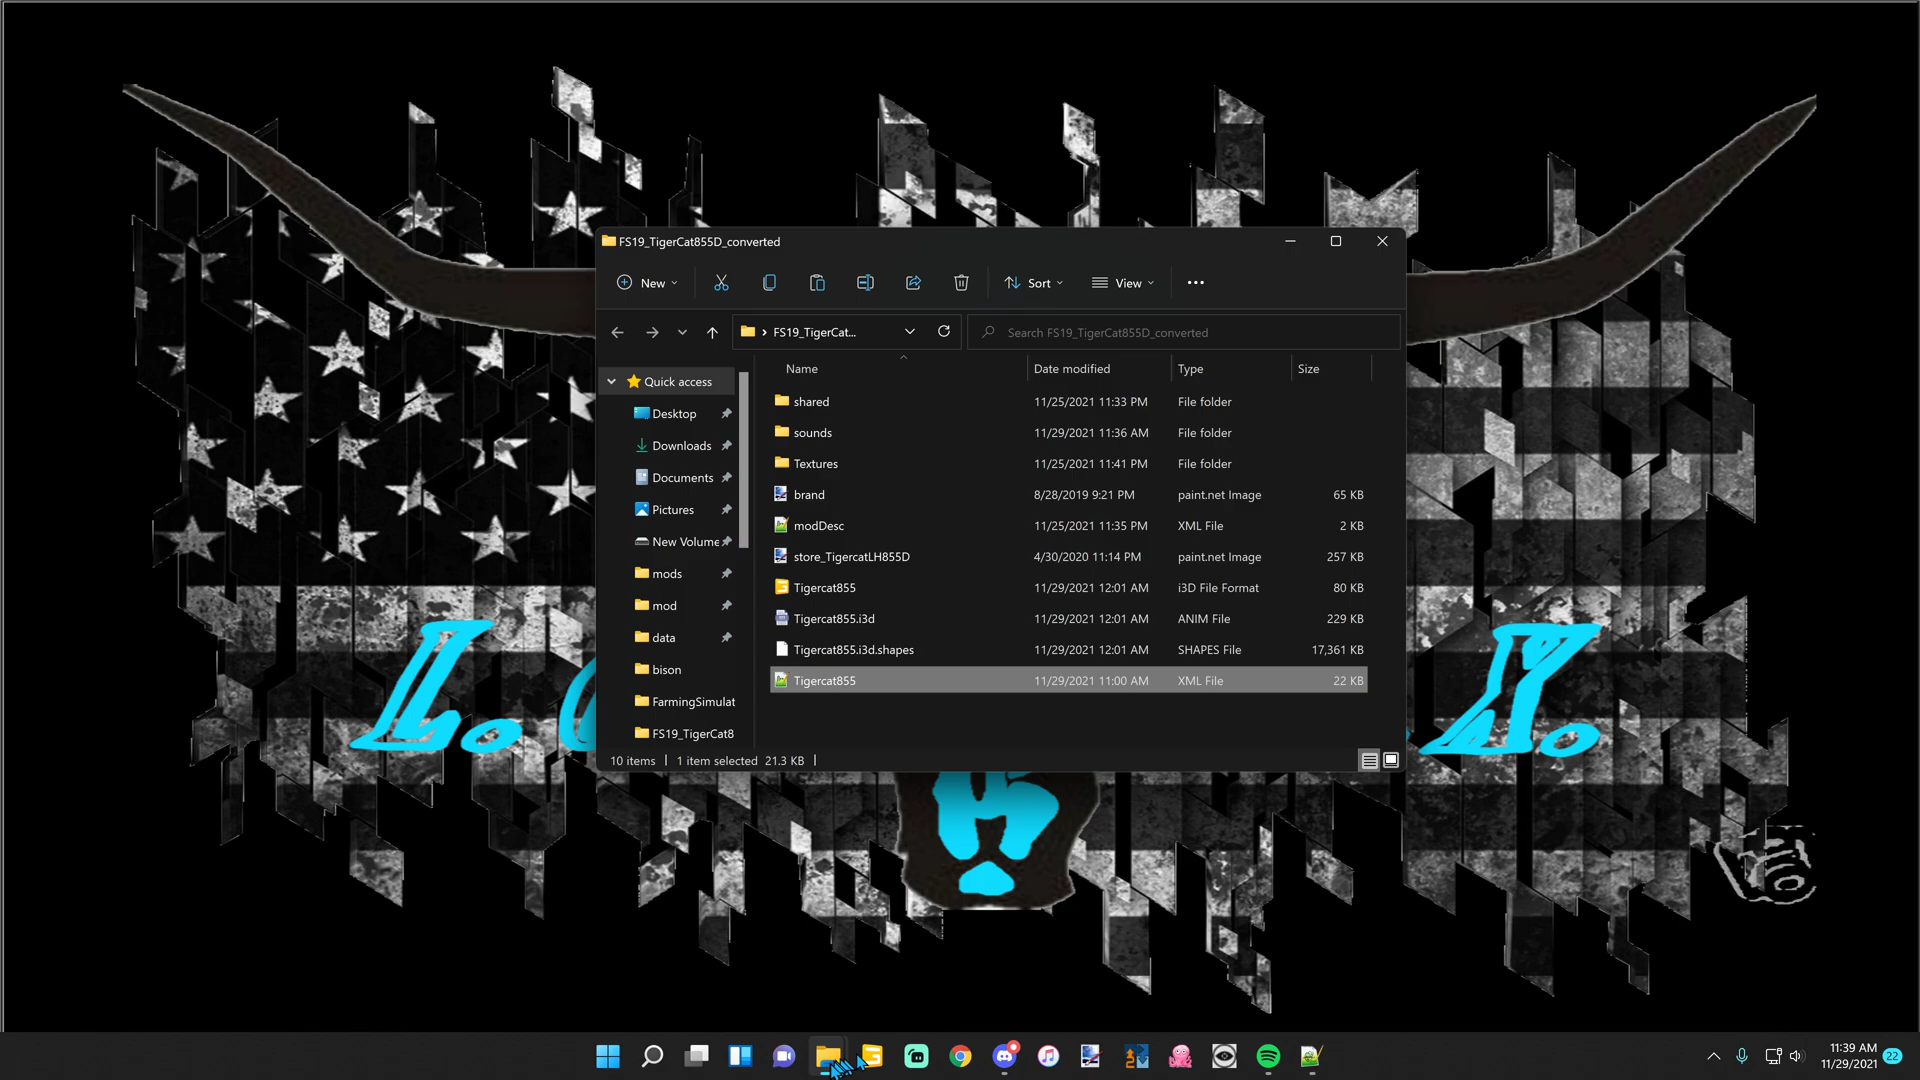 FS19_TigerCat855D_converted
New
Sort
View
FS19_TigerCat...
Search FS19_TigerCat855D_converted
Name
Date modified
Type
Size
Quick access
Desktop
Downloads
Documents
Pictures
New Volume
mods
mod
data
bison
FarmingSimulat
FS19_TigerCat8
shared 11/25/2021 11:33 PM File folder
sounds 11/29/2021 11:36 AM File folder
Textures 11/25/2021 11:41 PM File folder
brand 8/28/2019 9:21 PM paint.net Image 65 KB
modDesc 11/25/2021 11:35 PM XML File 2 KB
store_TigercatLH855D 4/30/2020 11:14 PM paint.net Image 257 KB
Tigercat855 11/29/2021 12:01 AM i3D File Format 80 KB
Tigercat855.i3d 11/29/2021 12:01 AM ANIM File 229 KB
Tigercat855.i3d.shapes 11/29/2021 12:01 AM SHAPES File 17,361 KB
Tigercat855 11/29/2021 11:00 AM XML File 22 KB
10 items
1 item selected 21.3 KB
11:39 AM
11/29/2021
22